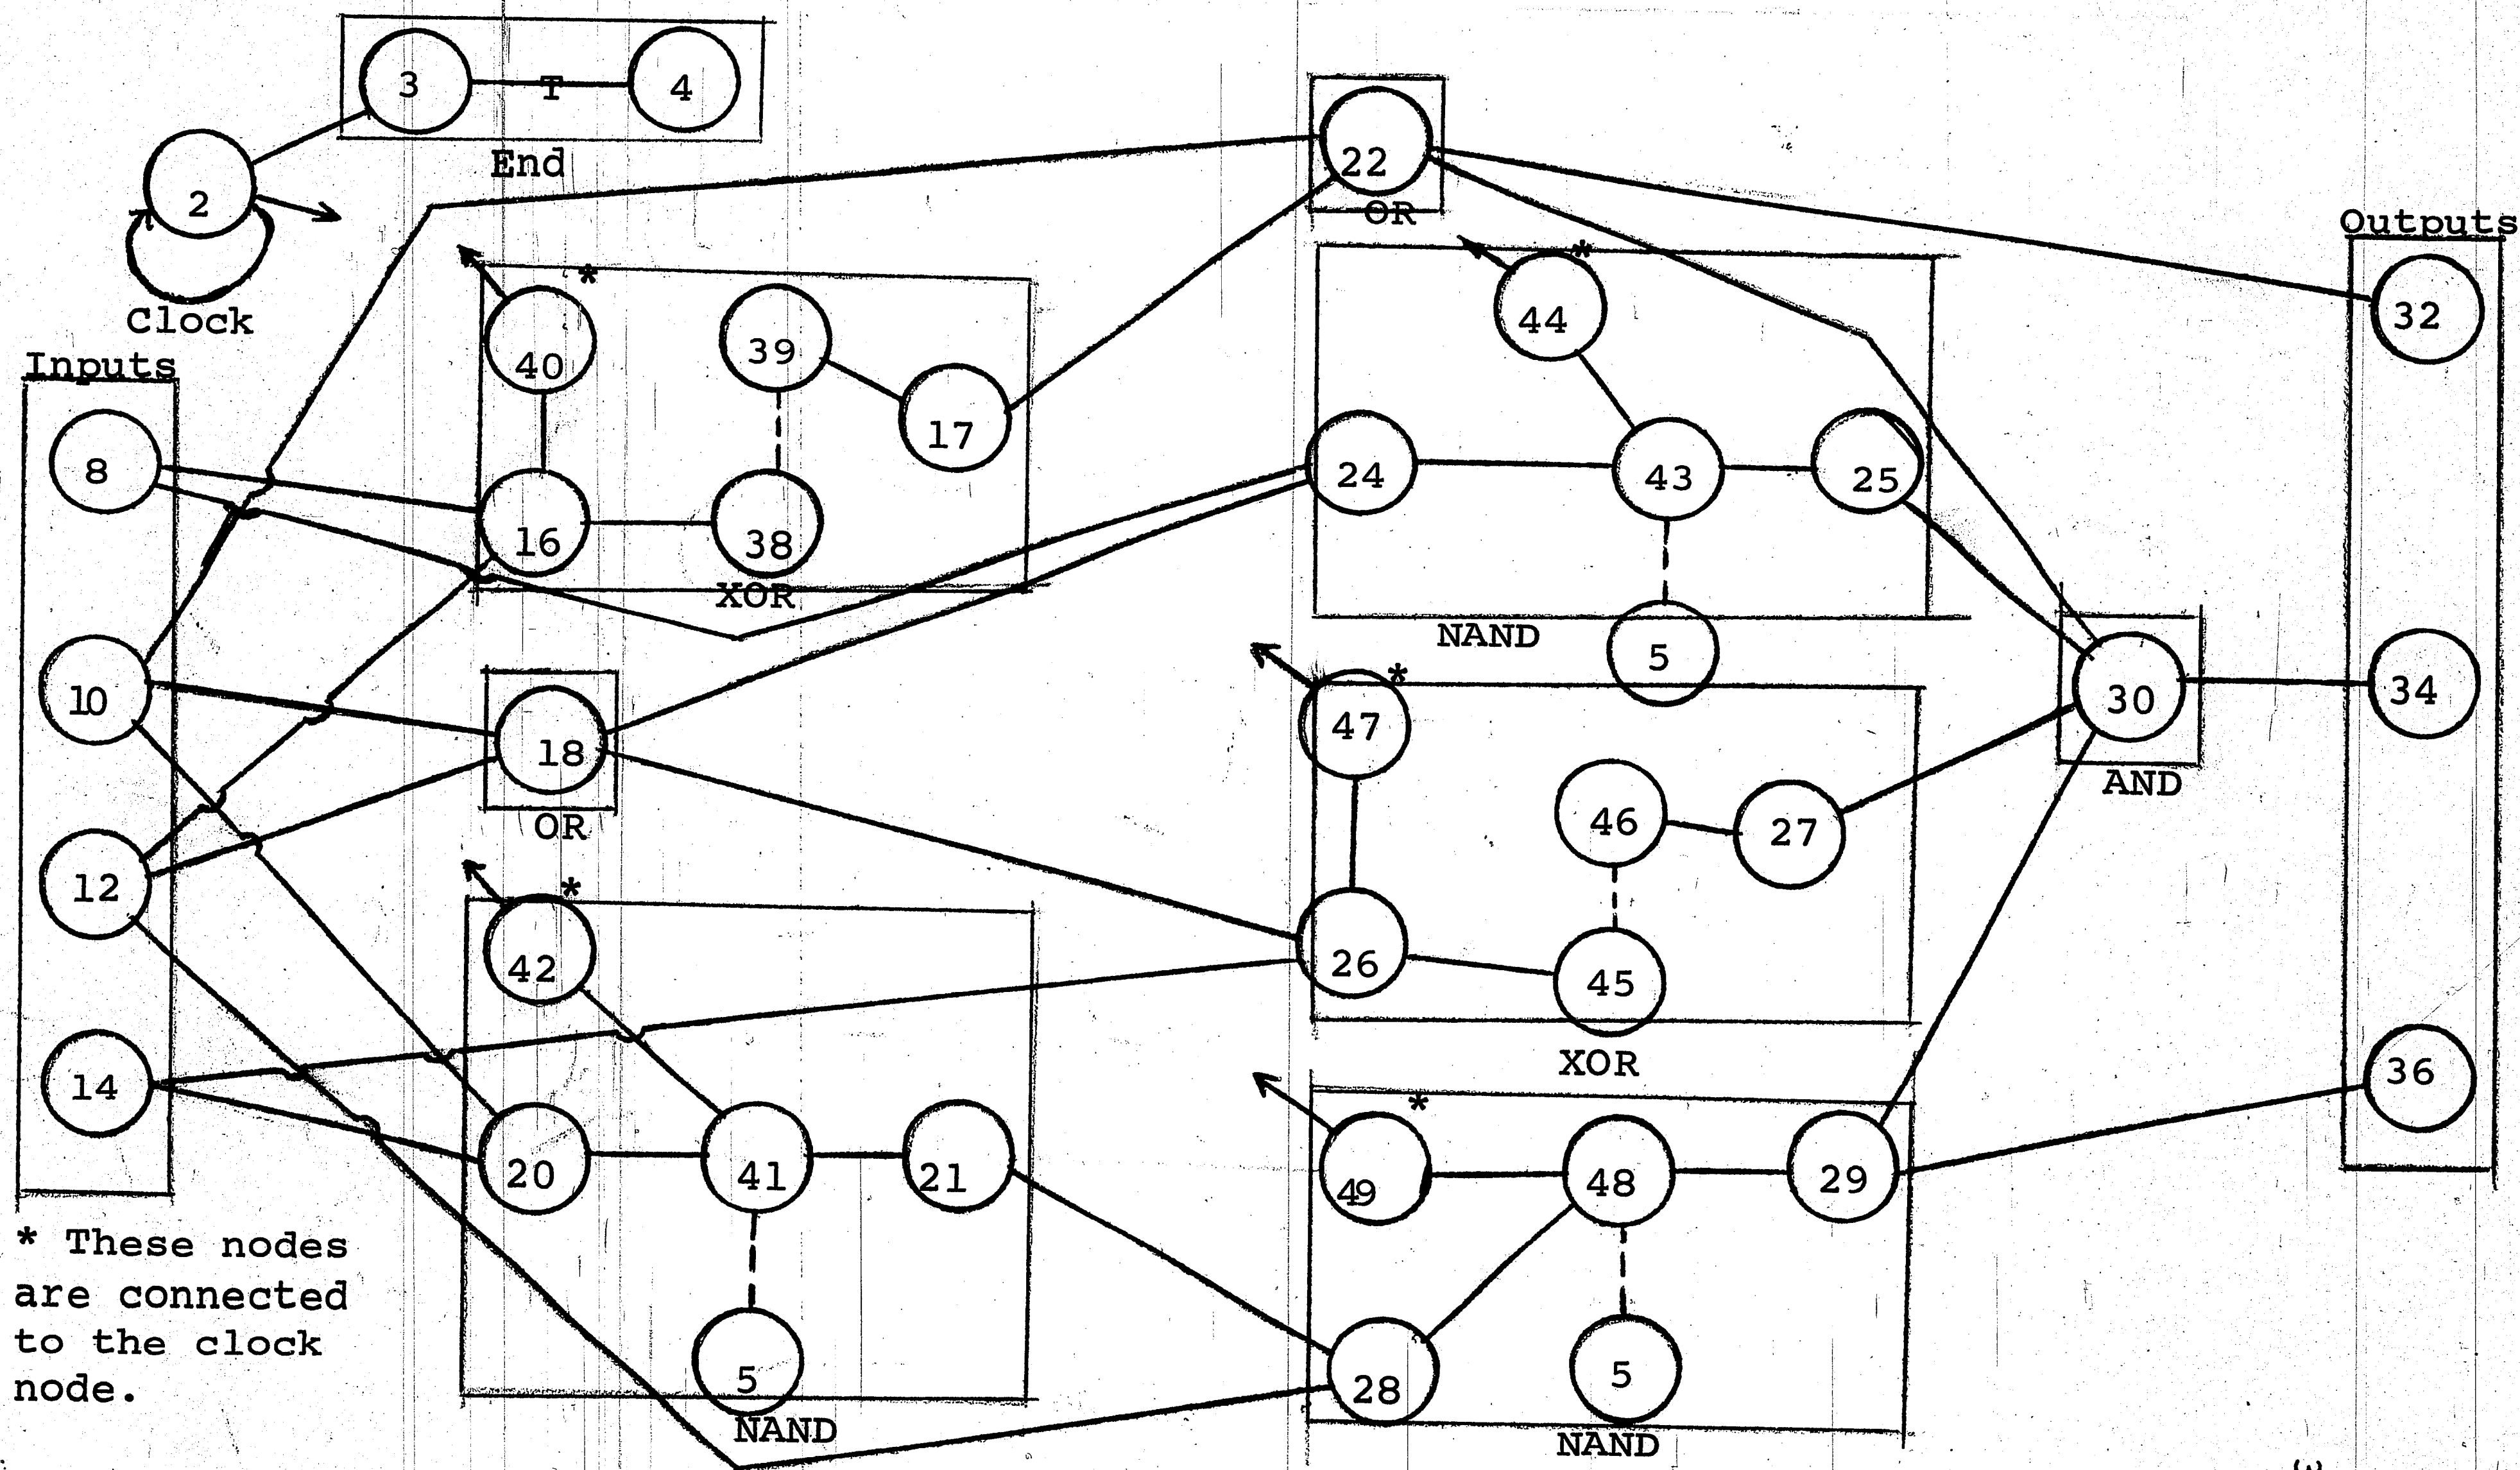 3 T 4
End
2
Clock
22
OR
Outputs
32
Inputs
8
40 *
39
17
16
38
XOR
44 *
24
43
25
5
NAND
10
18
OR
47 *
46
27
26
45
XOR
30
AND
34
12
42 *
14
20
41
21
5
NAND
49 *
48
29
28
5
NAND
36
* These nodes
are connected
to the clock
node.
3